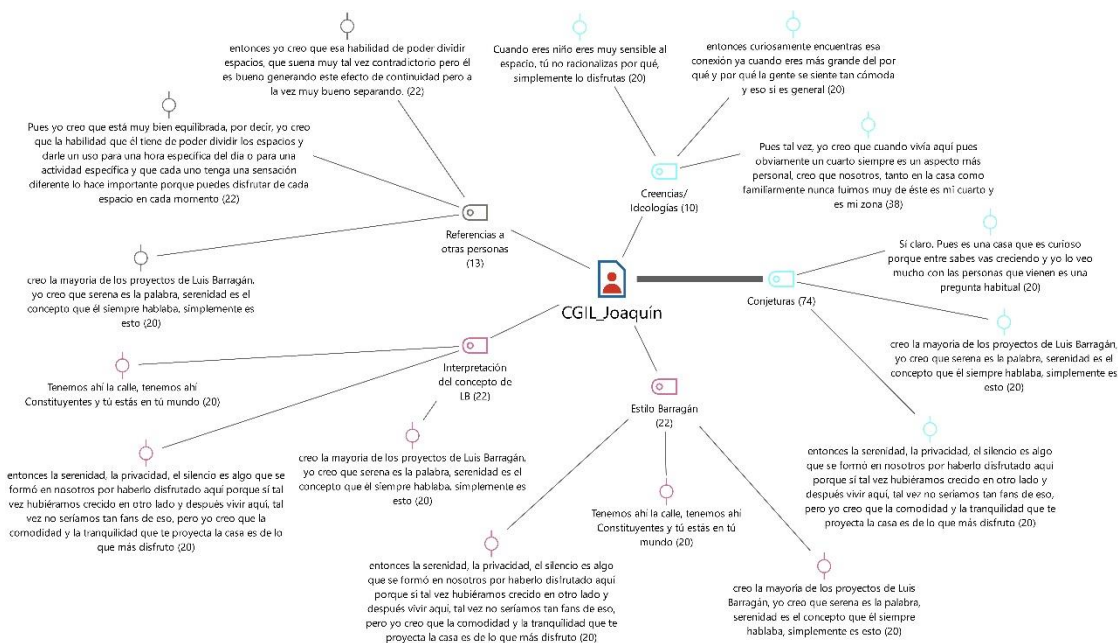 entonces yo creo que esa habilidad de poder dividir
espacios, que suena muy tal vez contradictorio pero él
es bueno generando este efecto de continuidad pero a
la vez muy bueno separando. (22)
Cuando eres niño eres muy sensible al
espacio, tú no racionalizas por qué,
simplemente lo disfrutas (20)
entonces curiosamente encuentras esa
conexión ya cuando eres más grande del por
qué y por qué la gente se siente tan cómoda
y eso si es general (20)
Pues yo creo que está muy bien equilibrada, por decir, yo creo
que la habilidad que él tiene de poder dividir los espacios y
darle un uso para una hora específica del día o para una
actividad específica y que cada uno tenga una sensación
diferente lo hace importante porque puedes disfrutar de cada
espacio en cada momento (22)
Pues tal vez, yo creo que cuando vivía aquí pues
obviamente un cuarto siempre es un aspecto más
personal, creo que nosotros, tanto en la casa como
familiarmente nunca fuimos muy de éste es mi cuarto y
es mi zona (38)
Creencias/
Ideologías (10)
Referencias a
otras personas
(13)
creo la mayoría de los proyectos de Luis Barragán,
yo creo que serena es la palabra, serenidad es el
concepto que él siempre hablaba, simplemente es
esto (20)
Sí claro. Pues es una casa que es curioso
porque entre sabes vas creciendo y yo lo veo
mucho con las personas que vienen es una
pregunta habitual (20)
Conjeturas (74)
CGIL_Joaquín
creo la mayoría de los proyectos de Luis Barragán,
yo creo que serena es la palabra, serenidad es el
concepto que él siempre hablaba, simplemente es
esto (20)
Interpretación
del concepto de
LB (22)
Tenemos ahí la calle, tenemos ahí
Constituyentes y tú estás en tú mundo (20)
Estilo Barragán
(22)
creo la mayoría de los proyectos de Luis Barragán,
yo creo que serena es la palabra, serenidad es el
concepto que él siempre hablaba, simplemente es
esto (20)
entonces la serenidad, la privacidad, el silencio es algo que se
formó en nosotros por haberlo disfrutado aquí porque sí tal
vez hubiéramos crecido en otro lado y después vivir aquí, tal
vez no seríamos tan fans de eso, pero yo creo que la
comodidad y la tranquilidad que te proyecta la casa es de lo
que más disfruto (20)
entonces la serenidad, la privacidad, el silencio es algo que se
formó en nosotros por haberlo disfrutado aquí porque sí tal
vez hubiéramos crecido en otro lado y
después vivir aquí, tal vez no seríamos tan fans de eso,
pero yo creo que la comodidad y la tranquilidad que te
proyecta la casa es de lo que más disfruto (20)
Tenemos ahí la calle, tenemos ahí
Constituyentes y tú estás en tú
mundo (20)
entonces la serenidad, la privacidad, el silencio es algo
que se formó en nosotros por haberlo disfrutado aquí
porque si tal vez hubiéramos crecido en otro lado y
después vivir aquí, tal vez no seríamos tan fans de eso,
pero yo creo que la comodidad y la tranquilidad que te
proyecta la casa es de lo que más disfruto (20)
creo la mayoría de los proyectos de Luis
Barragán, yo creo que serena es la palabra,
serenidad es el concepto que él siempre
hablaba, simplemente es esto (20)